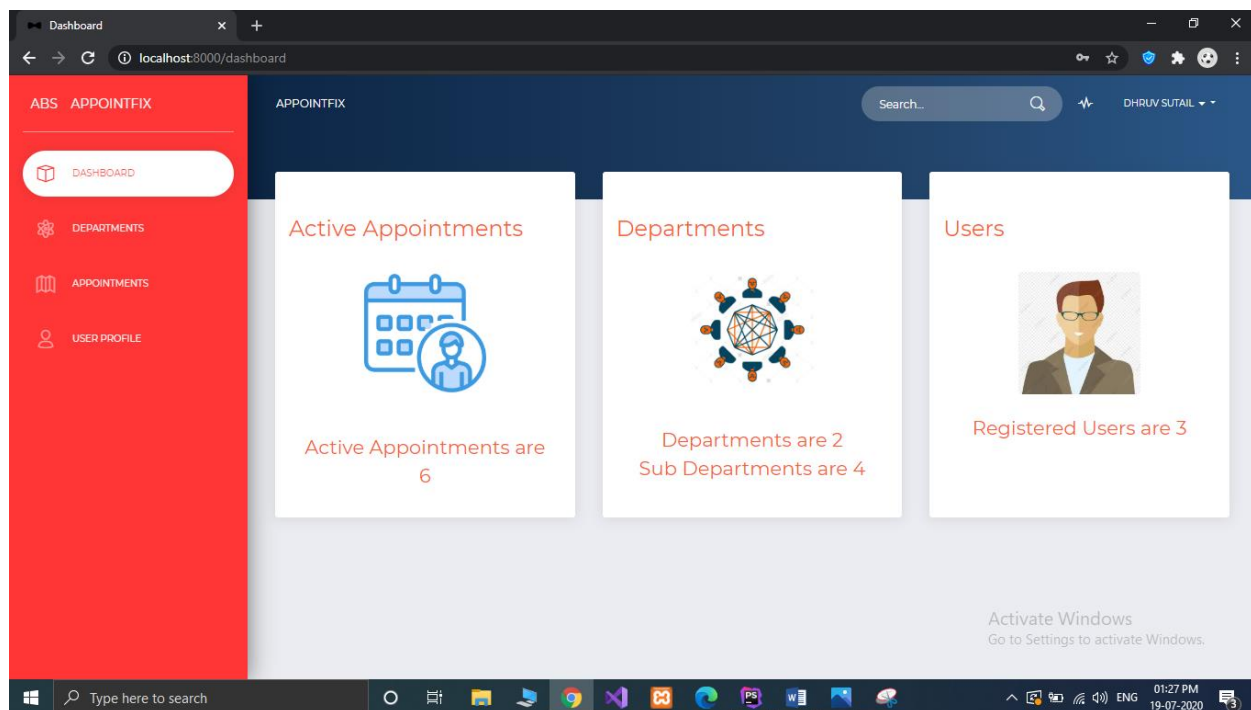 Dashboard
localhost:8000/dashboard
ABS APPOINTFIX
APPOINTFIX
Search...
DHRUV SUTAIL
DASHBOARD
DEPARTMENTS
APPOINTMENTS
USER PROFILE
Active Appointments
Active Appointments are
6
Departments
Departments are 2
Sub Departments are 4
Users
Registered Users are 3
Activate Windows
Go to Settings to activate Windows.
Type here to search
PS
ENG
01:27 PM
19-07-2020
3